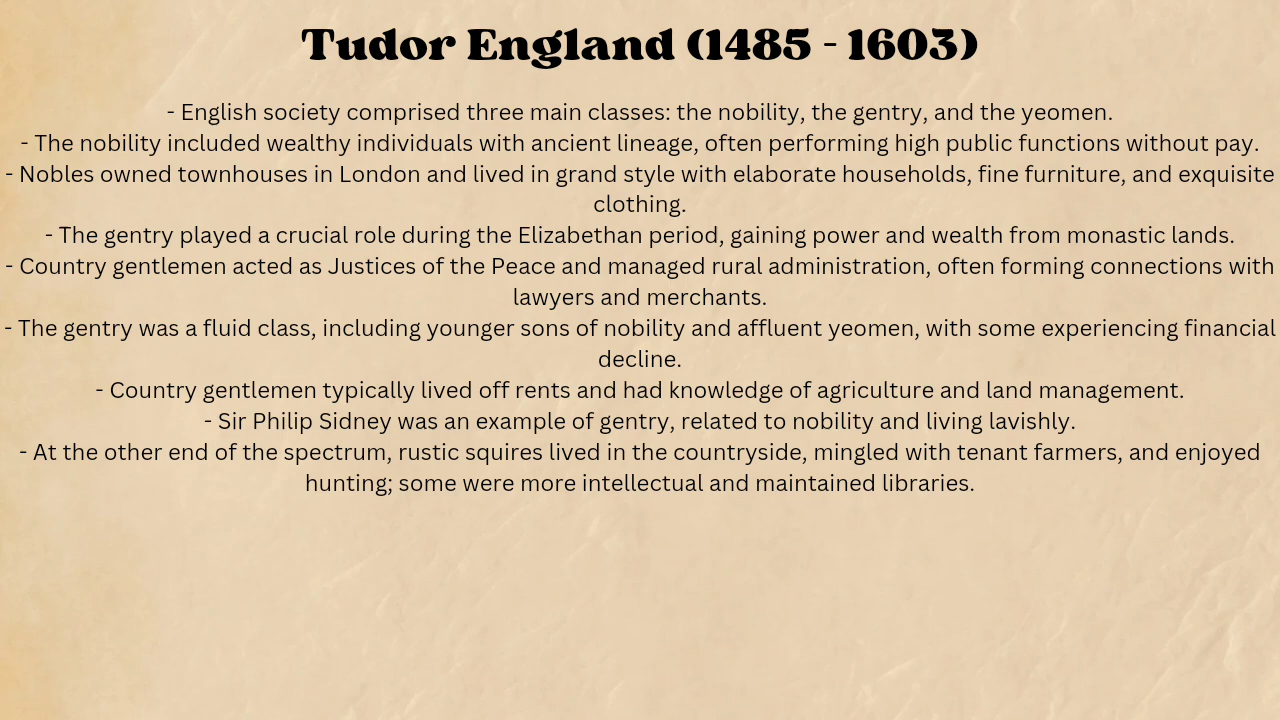 Tudor England (1485 - 1603)
- English society comprised three main classes: the nobility, the gentry, and the yeomen.
- The nobility included wealthy individuals with ancient lineage, often performing high public functions without pay.
- Nobles owned townhouses in London and lived in grand style with elaborate households, fine furniture, and exquisite
clothing.
- The gentry played a crucial role during the Elizabethan period, gaining power and wealth from monastic lands.
- Country gentlemen acted as Justices of the Peace and managed rural administration, often forming connections with
lawyers and merchants.
- The gentry was a fluid class, including younger sons of nobility and affluent yeomen, with some experiencing financial
decline.
- Country gentlemen typically lived off rents and had knowledge of agriculture and land management.
- Sir Philip Sidney was an example of gentry, related to nobility and living lavishly.
- At the other end of the spectrum, rustic squires lived in the countryside, mingled with tenant farmers, and enjoyed
hunting; some were more intellectual and maintained libraries.